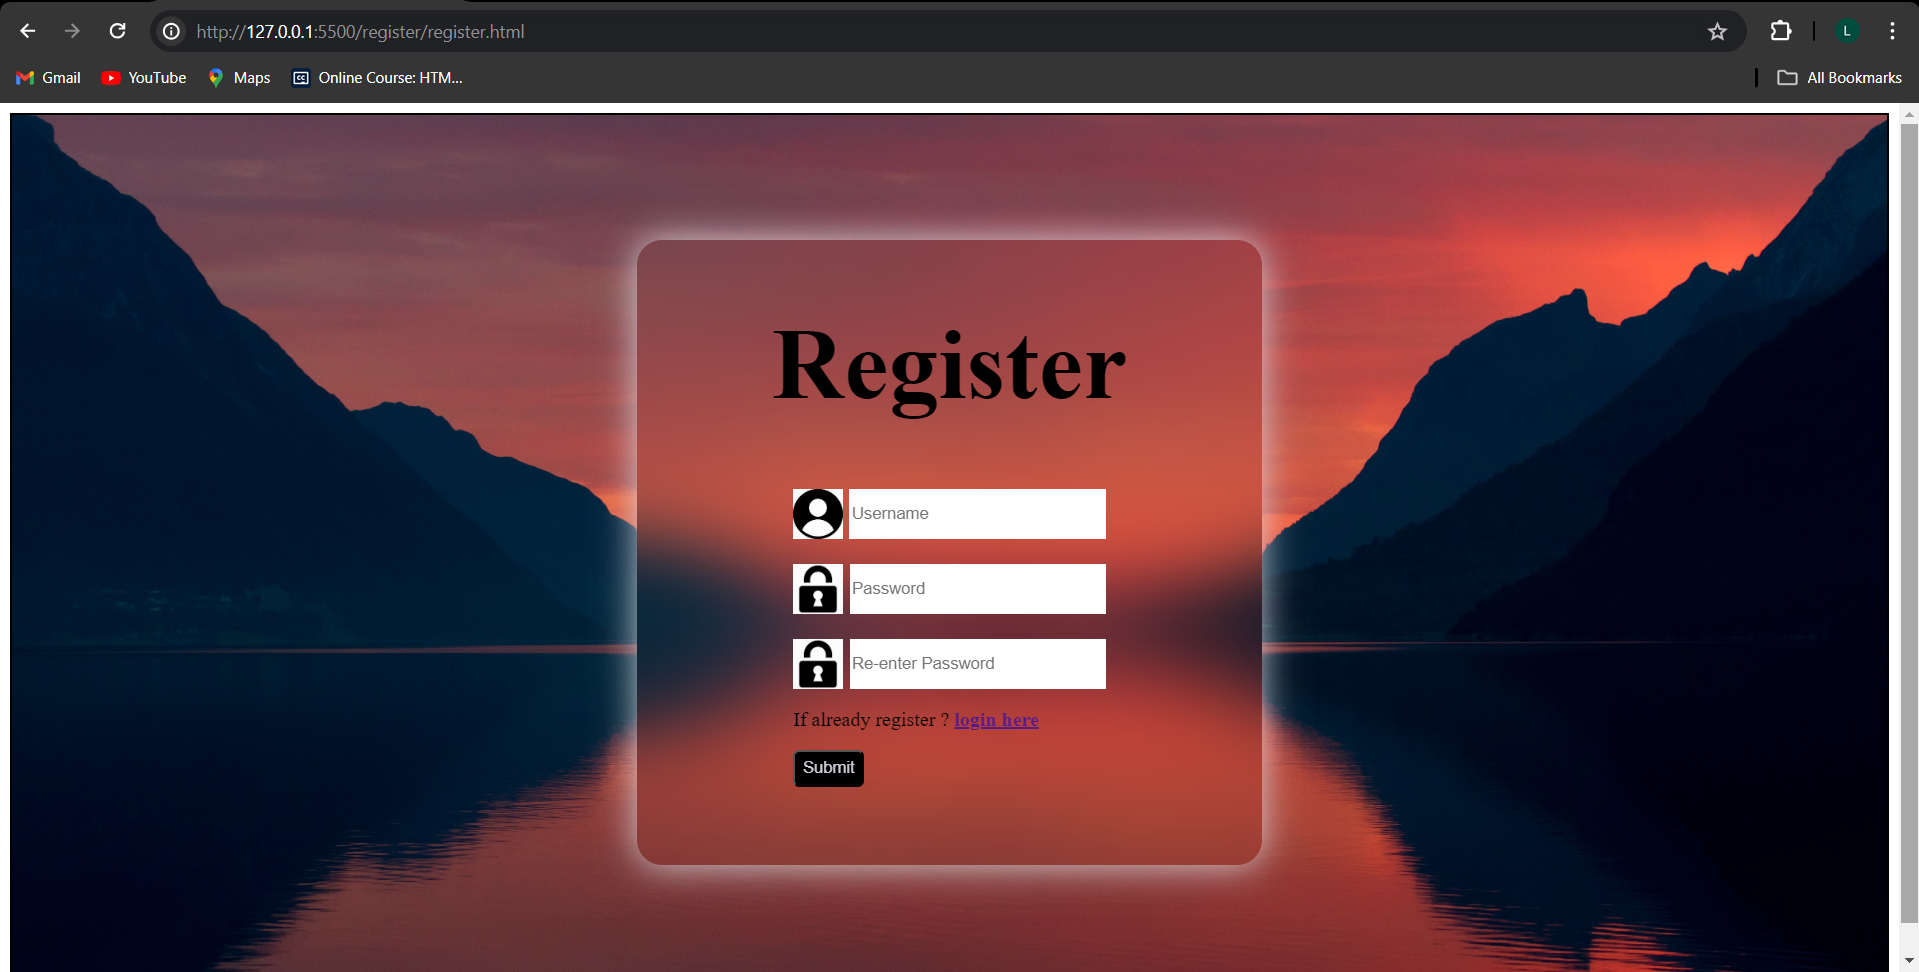 http://127.0.0.1:5500/register/register.html
L
Gmail YouTube Maps CC Online Course: HTM... All Bookmarks
Register
Username
Password
Re-enter Password
If already register ? login here
Submit